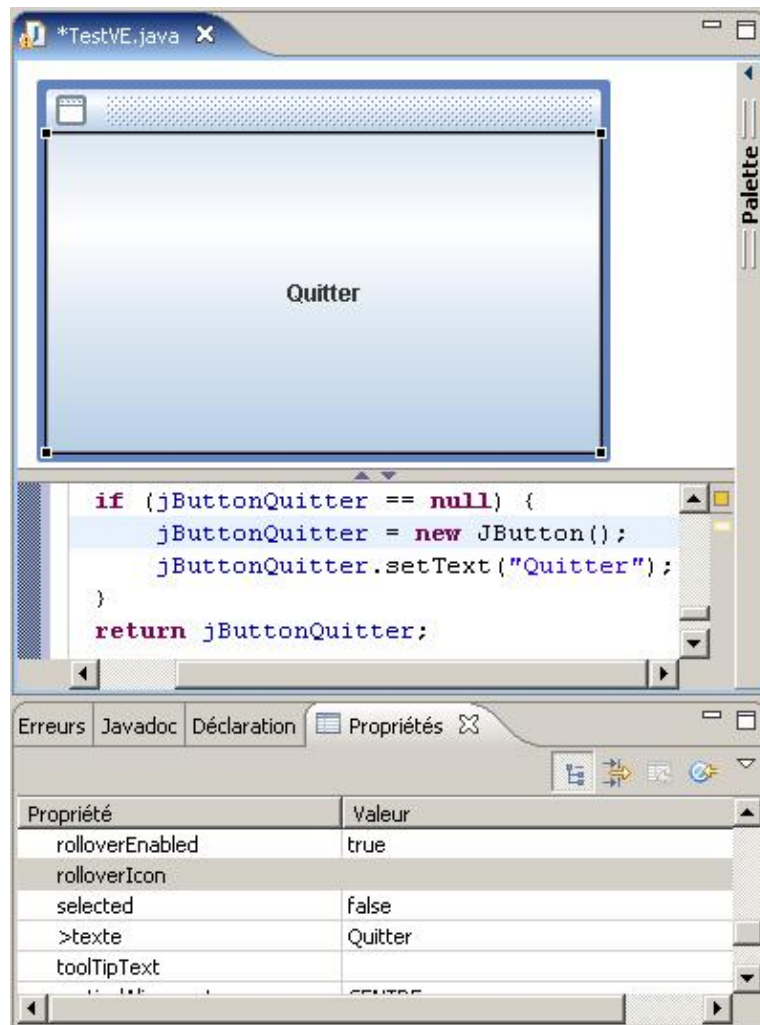 *TestVE.java
Palette
Quitter
if (jButtonQuitter == null) {
jButtonQuitter = new JButton();
jButtonQuitter.setText("Quitter");
}
return jButtonQuitter;
Erreurs Javadoc Déclaration Propriétés
Propriété Valeur
rolloverEnabled true
rolloverIcon
selected false
>texte Quitter
toolTipText